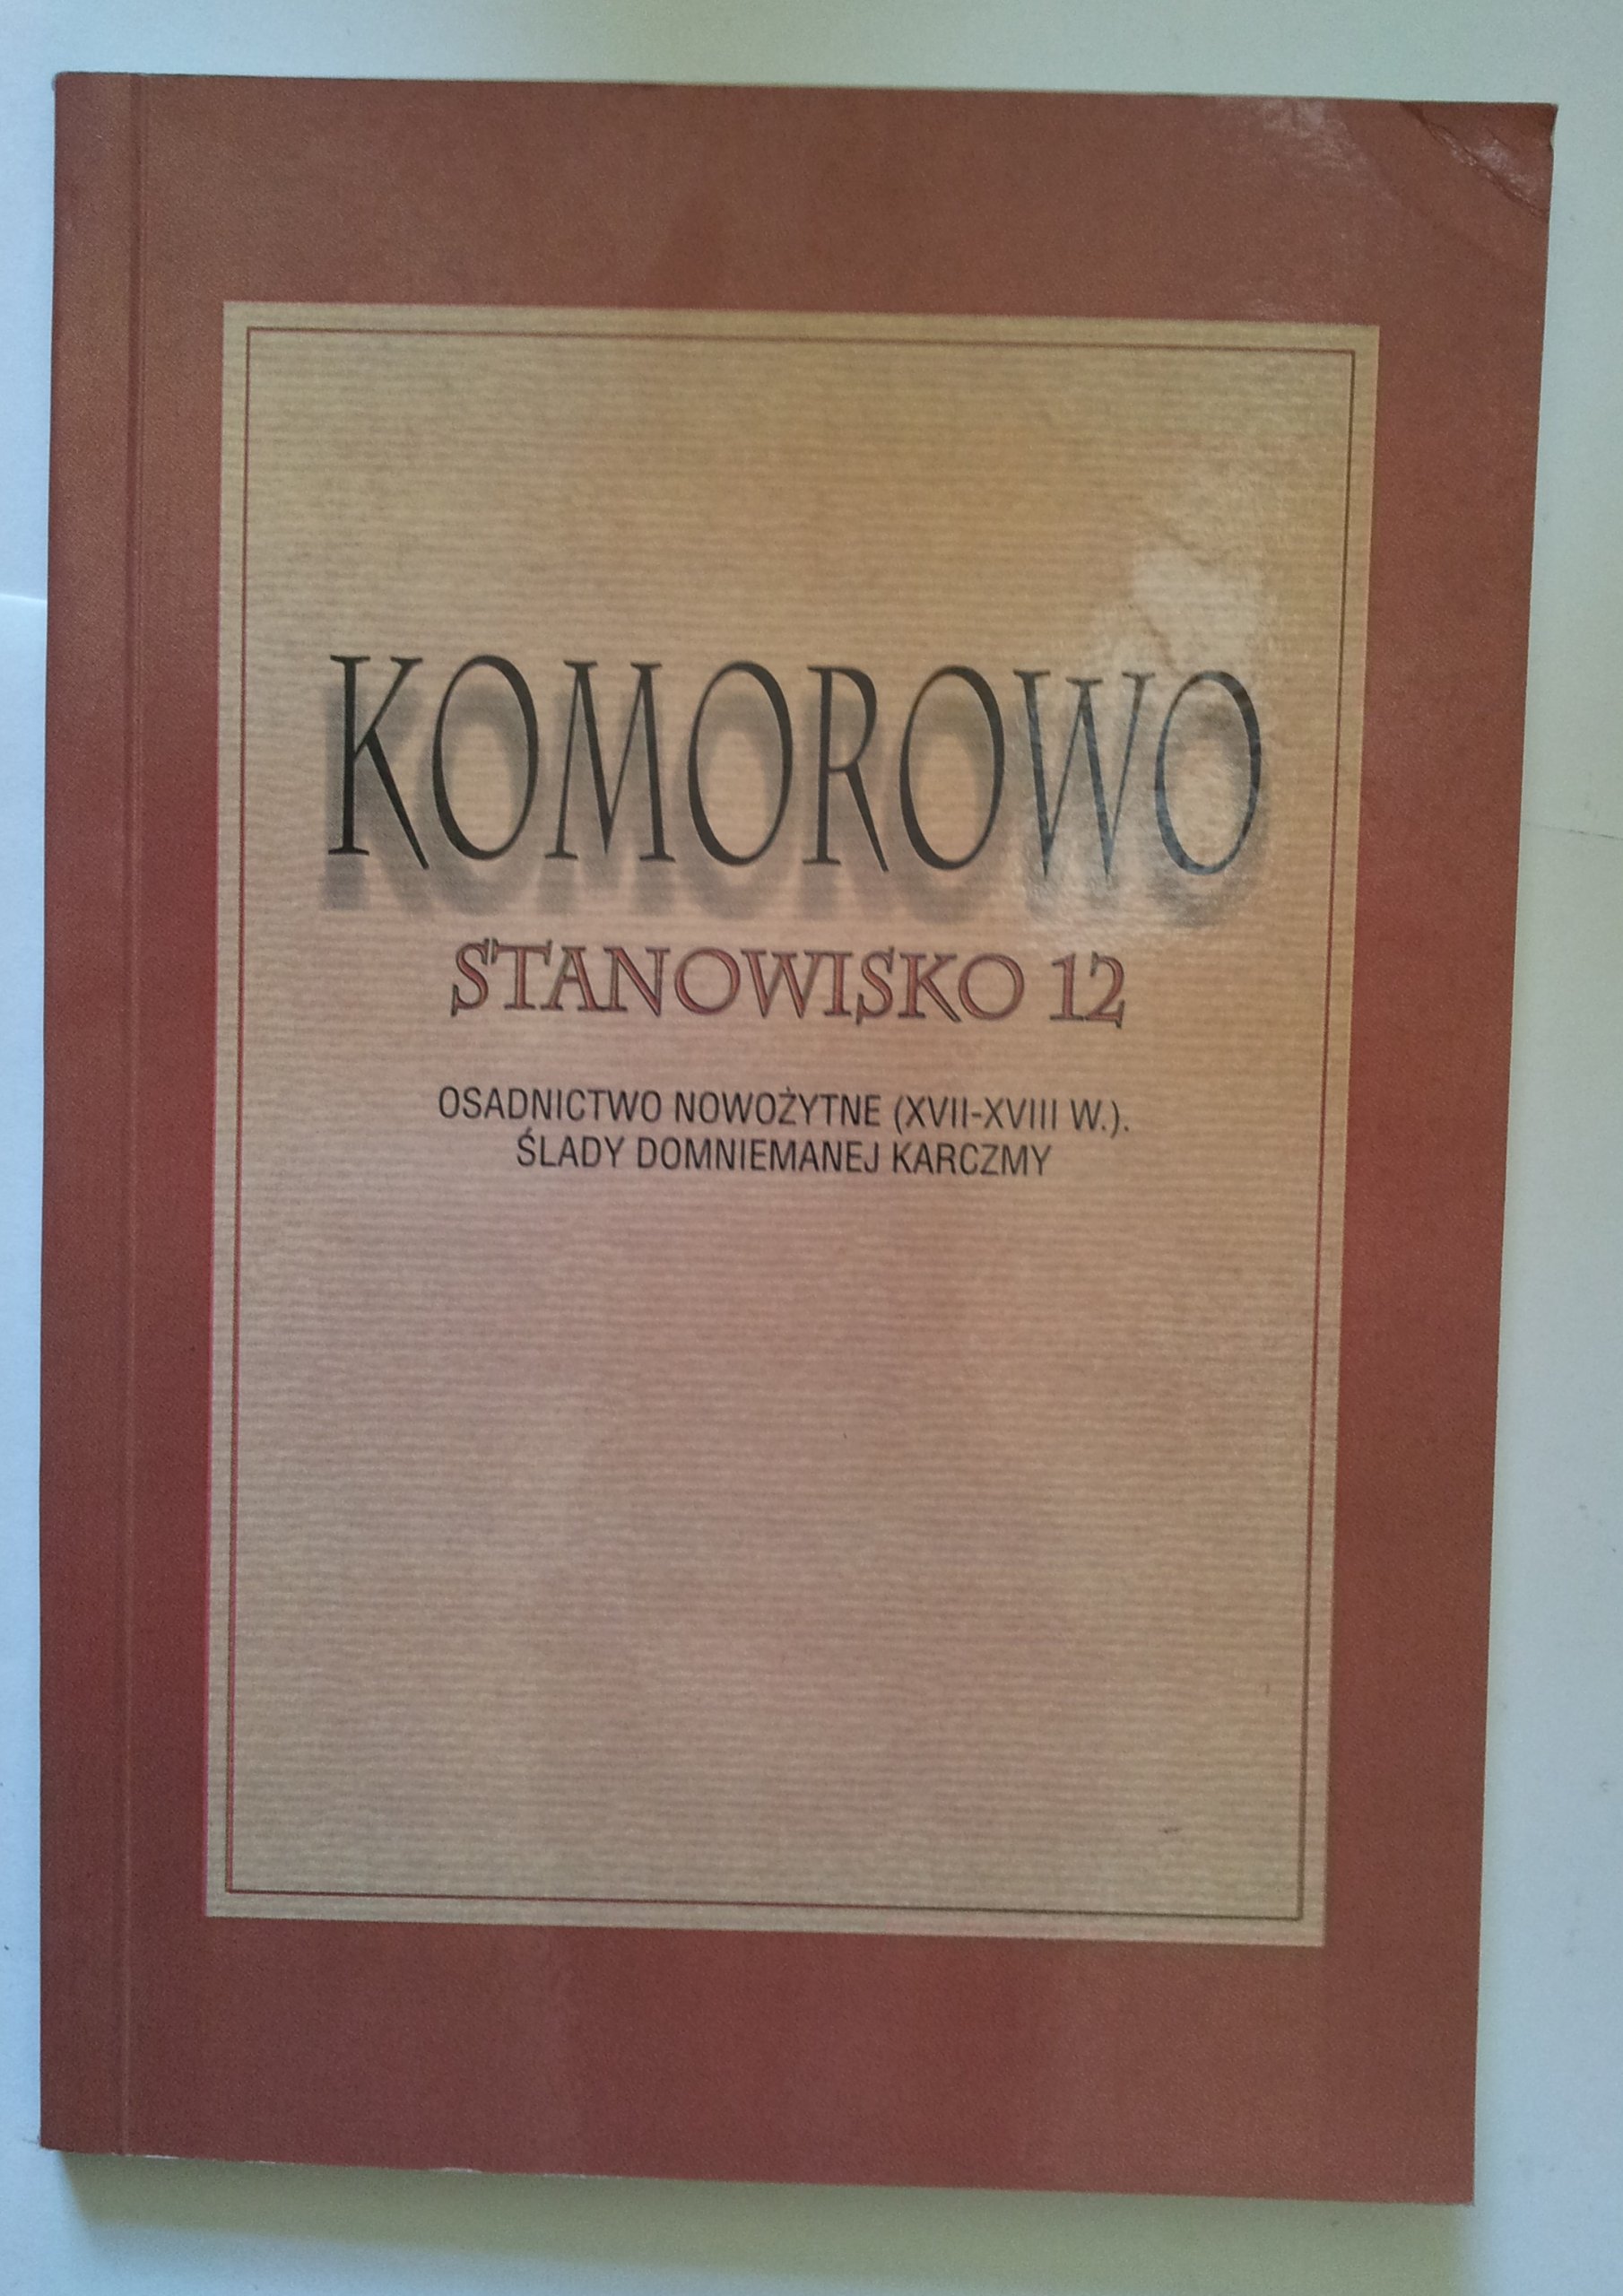 KOMOROWO
STANOWISKO 12
OSADNICTWO NOWOŻYTNE (XVII-XVIII W.).
ŚLADY DOMNIEMANEJ KARCZMY